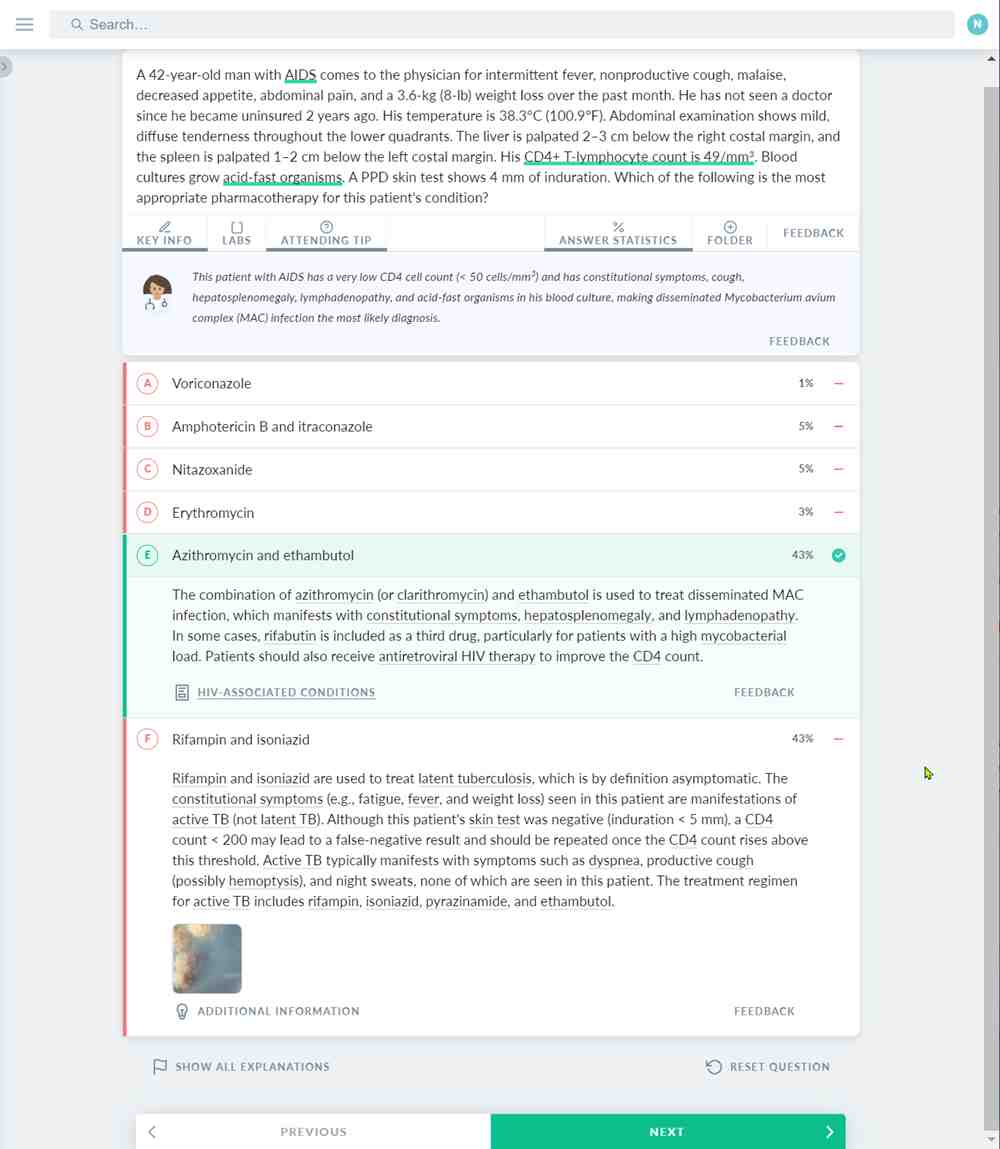 Search...
N
A 42-year-old man with AIDS comes to the physician for intermittent fever, nonproductive cough, malaise,
decreased appetite, abdominal pain, and a 3.6-kg (8-lb) weight loss over the past month. He has not seen a doctor
since he became uninsured 2 years ago. His temperature is 38.3°C (100.9°F). Abdominal examination shows mild,
diffuse tenderness throughout the lower quadrants. The liver is palpated 2–3 cm below the right costal margin, and
the spleen is palpated 1–2 cm below the left costal margin. His CD4+ T-lymphocyte count is 49/mm³. Blood
cultures grow acid-fast organisms. A PPD skin test shows 4 mm of induration. Which of the following is the most
appropriate pharmacotherapy for this patient's condition?
KEY INFO
LABS
ATTENDING TIP
ANSWER STATISTICS
FOLDER
FEEDBACK
This patient with AIDS has a very low CD4 cell count (< 50 cells/mm³) and has constitutional symptoms, cough,
hepatosplenomegaly, lymphadenopathy, and acid-fast organisms in his blood culture, making disseminated Mycobacterium avium
complex (MAC) infection the most likely diagnosis.
FEEDBACK
A Voriconazole 1%
B Amphotericin B and itraconazole 5%
C Nitazoxanide 5%
D Erythromycin 3%
E Azithromycin and ethambutol 43%
The combination of azithromycin (or clarithromycin) and ethambutol is used to treat disseminated MAC
infection, which manifests with constitutional symptoms, hepatosplenomegaly, and lymphadenopathy.
In some cases, rifabutin is included as a third drug, particularly for patients with a high mycobacterial
load. Patients should also receive antiretroviral HIV therapy to improve the CD4 count.
HIV-ASSOCIATED CONDITIONS
FEEDBACK
F Rifampin and isoniazid 43%
Rifampin and isoniazid are used to treat latent tuberculosis, which is by definition asymptomatic. The
constitutional symptoms (e.g., fatigue, fever, and weight loss) seen in this patient are manifestations of
active TB (not latent TB). Although this patient's skin test was negative (induration < 5 mm), a CD4
count < 200 may lead to a false-negative result and should be repeated once the CD4 count rises above
this threshold. Active TB typically manifests with symptoms such as dyspnea, productive cough
(possibly hemoptysis), and night sweats, none of which are seen in this patient. The treatment regimen
for active TB includes rifampin, isoniazid, pyrazinamide, and ethambutol.
ADDITIONAL INFORMATION
FEEDBACK
SHOW ALL EXPLANATIONS
RESET QUESTION
PREVIOUS
NEXT